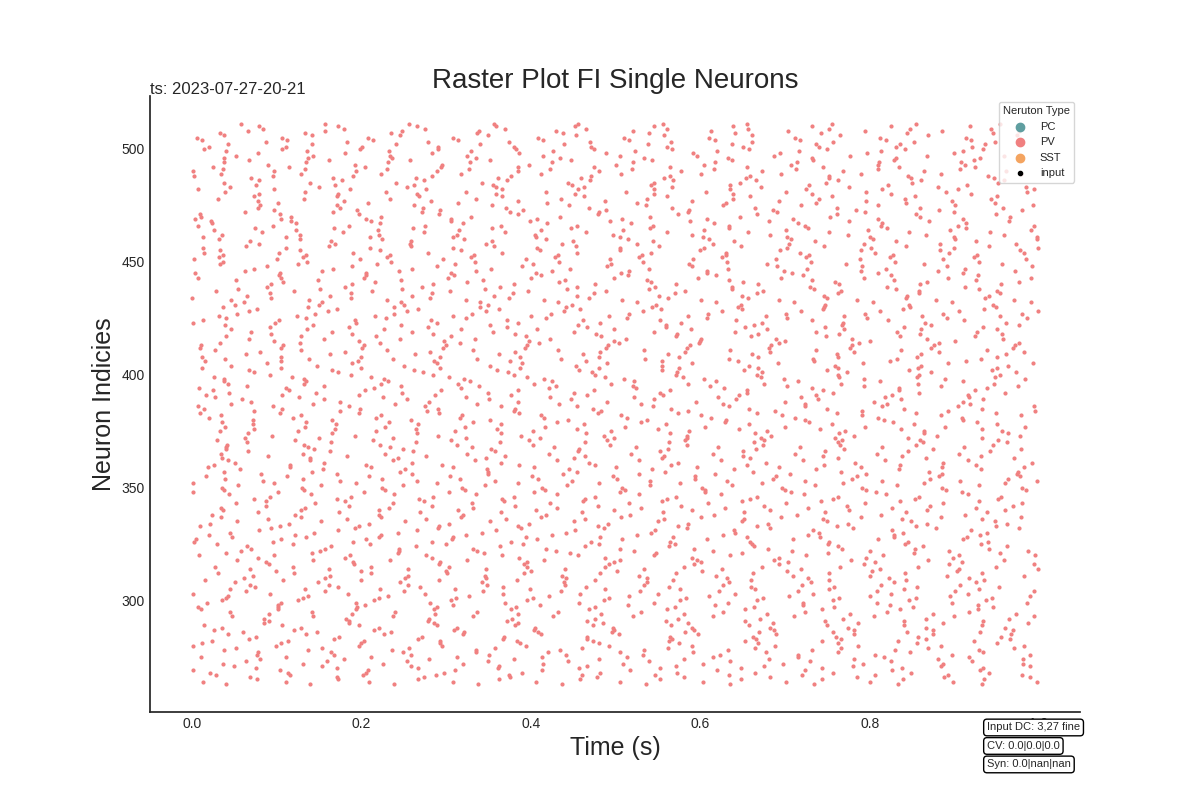 Raster Plot FI Single Neurons
ts: 2023-07-27-20-21
Neruton Type
PC
PV
SST
input
500
450
400
350
300
Neuron Indicies
0.0 0.2 0.4 0.6 0.8
Time (s)
Input DC: 3,27 fine
CV: 0.0|0.0|0.0
Syn: 0.0|nan|nan